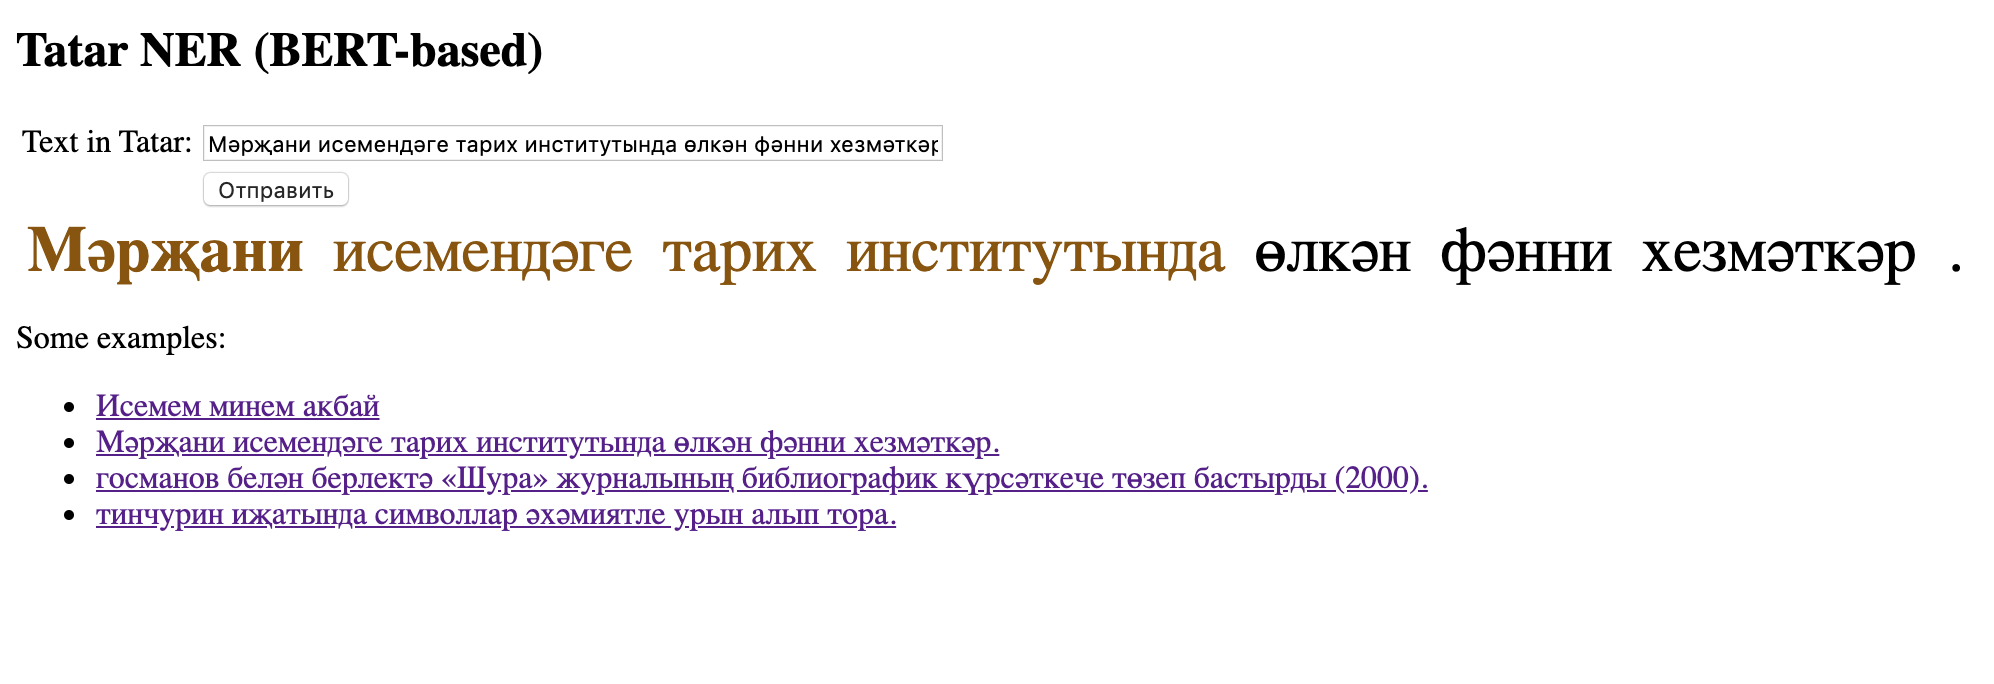 Tatar NER (BERT-based)
Text in Tatar: Мәрҗани исемендәге тарих институтында өлкән фәнни хезмәткәр
Отправить
Мәрҗани исемендәге тарих институтында өлкән фәнни хезмәткәр .
Some examples:
• Исемем минем акбай
• Мәрҗани исемендәге тарих институтында өлкән фәнни хезмәткәр.
• госманов белән берлектә «Шура» журналының библиографик күрсәткече төзеп бастырды (2000).
• тинчурин иҗатында символлар әхәмиятле урын алып тора.